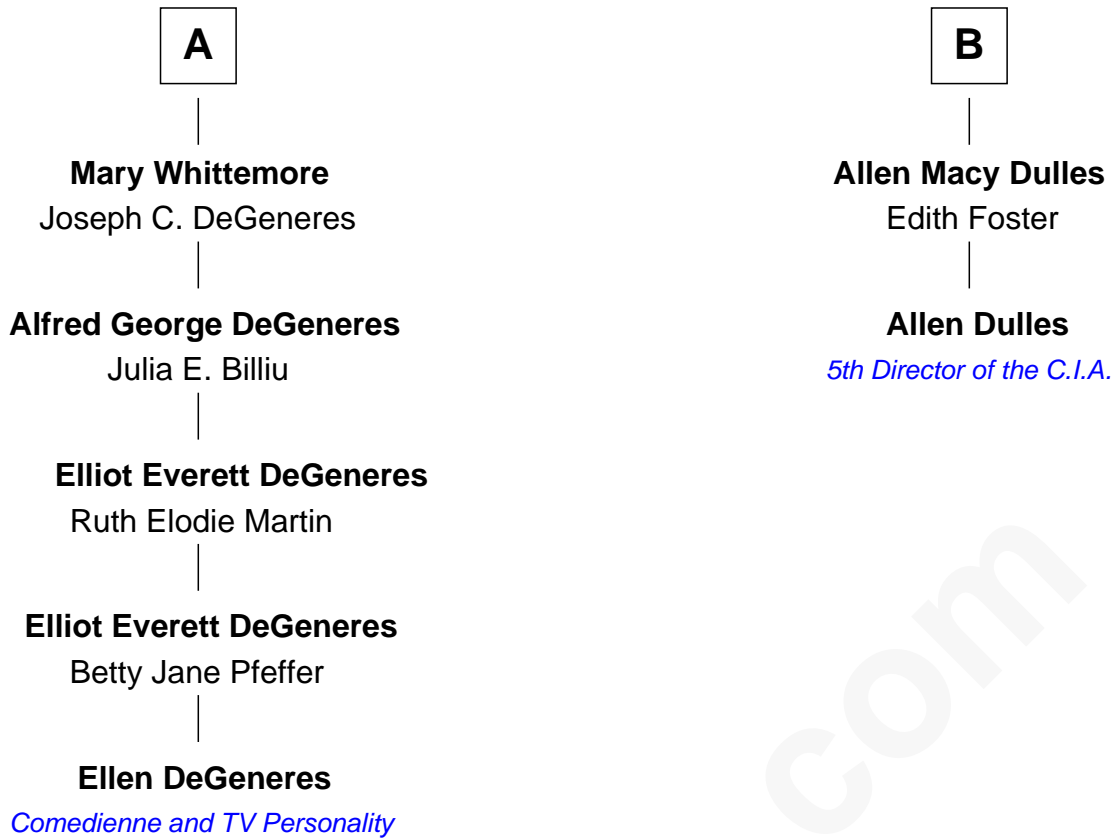 A
Mary Whittemore
Joseph C. DeGeneres
Alfred George DeGeneres
Julia E. Billiu
Elliot Everett DeGeneres
Ruth Elodie Martin
Elliot Everett DeGeneres
Betty Jane Pfeffer
Ellen DeGeneres
Comedienne and TV Personality
B
Allen Macy Dulles
Edith Foster
Allen Dulles
5th Director of the C.I.A.
com